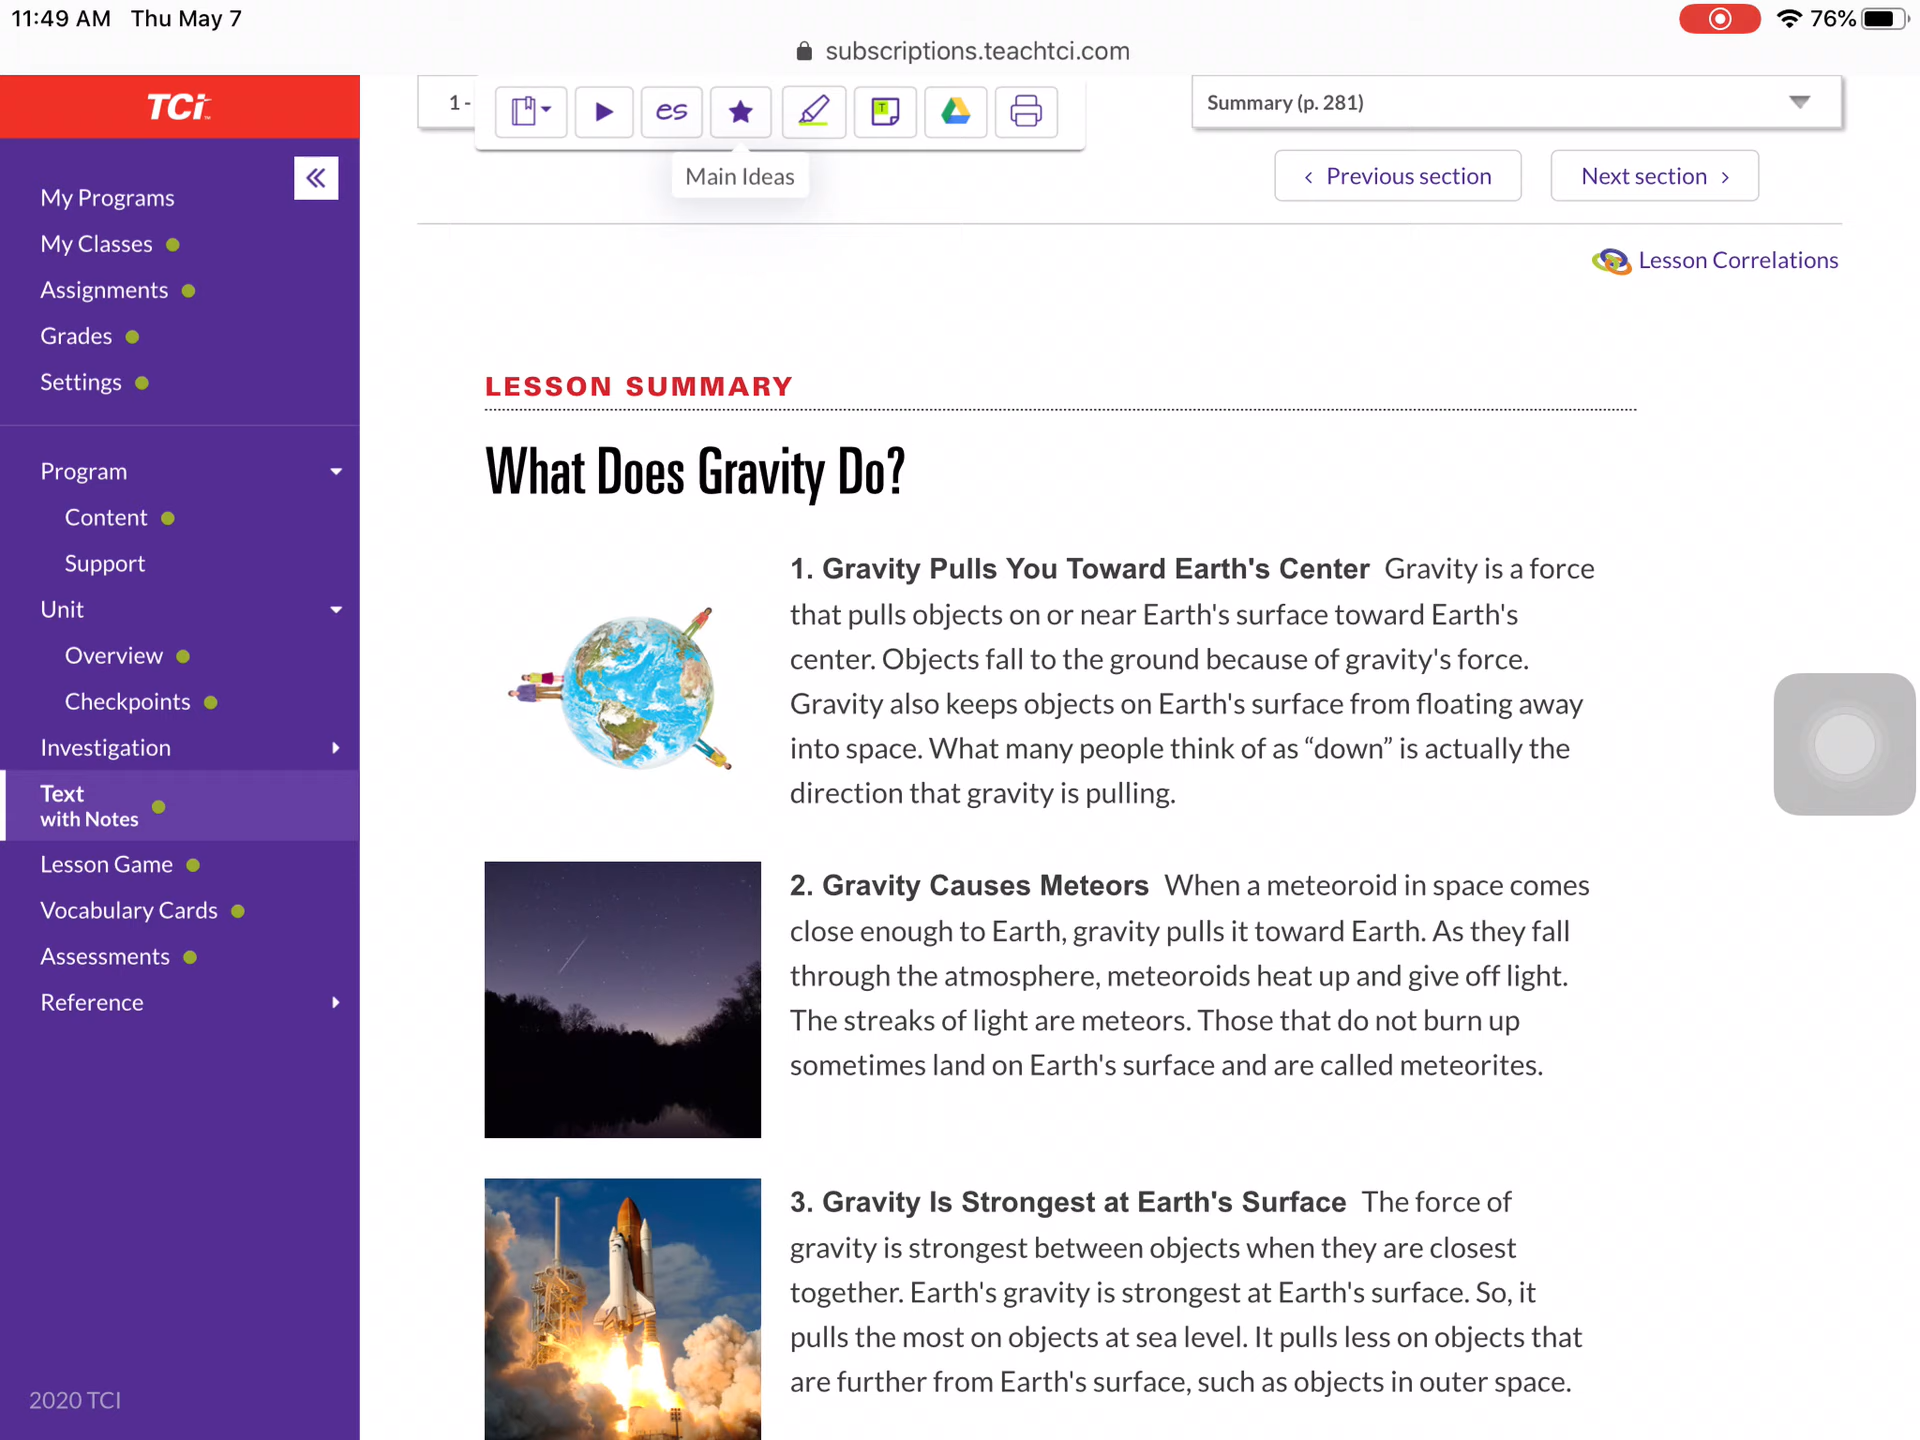 11:49 AM Thu May 7
76%
subscriptions.teachtci.com
TCi
My Programs
My Classes
Assignments
Grades
Settings
Program
Content
Support
Unit
Overview
Checkpoints
Investigation
Text
with Notes
Lesson Game
Vocabulary Cards
Assessments
Reference
2020 TCI
1 -
es
T
Main Ideas
Summary (p. 281)
Previous section
Next section
Lesson Correlations
LESSON SUMMARY
What Does Gravity Do?
1. Gravity Pulls You Toward Earth's Center Gravity is a force
that pulls objects on or near Earth's surface toward Earth's
center. Objects fall to the ground because of gravity's force.
Gravity also keeps objects on Earth's surface from floating away
into space. What many people think of as “down” is actually the
direction that gravity is pulling.
2. Gravity Causes Meteors When a meteoroid in space comes
close enough to Earth, gravity pulls it toward Earth. As they fall
through the atmosphere, meteoroids heat up and give off light.
The streaks of light are meteors. Those that do not burn up
sometimes land on Earth's surface and are called meteorites.
3. Gravity Is Strongest at Earth's Surface The force of
gravity is strongest between objects when they are closest
together. Earth's gravity is strongest at Earth's surface. So, it
pulls the most on objects at sea level. It pulls less on objects that
are further from Earth's surface, such as objects in outer space.